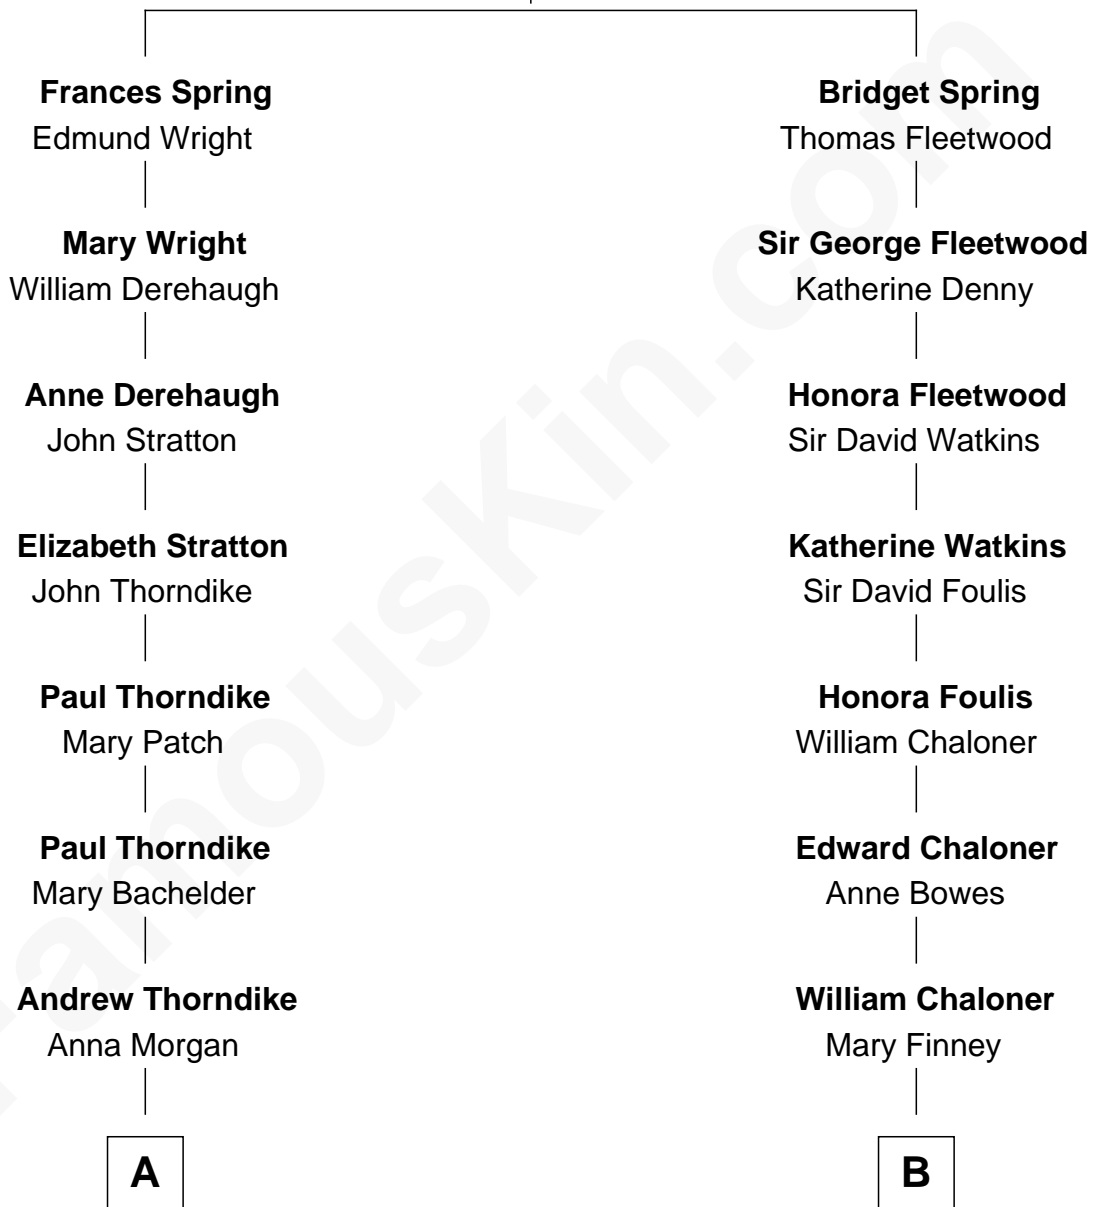 Frances Spring
Edmund Wright
Mary Wright
William Derehaugh
Anne Derehaugh
John Stratton
Elizabeth Stratton
John Thorndike
Paul Thorndike
Mary Patch
Paul Thorndike
Mary Bachelder
Andrew Thorndike
Anna Morgan
A
Bridget Spring
Thomas Fleetwood
Sir George Fleetwood
Katherine Denny
Honora Fleetwood
Sir David Watkins
Katherine Watkins
Sir David Foulis
Honora Foulis
William Chaloner
Edward Chaloner
Anne Bowes
William Chaloner
Mary Finney
B
FamousKin.com